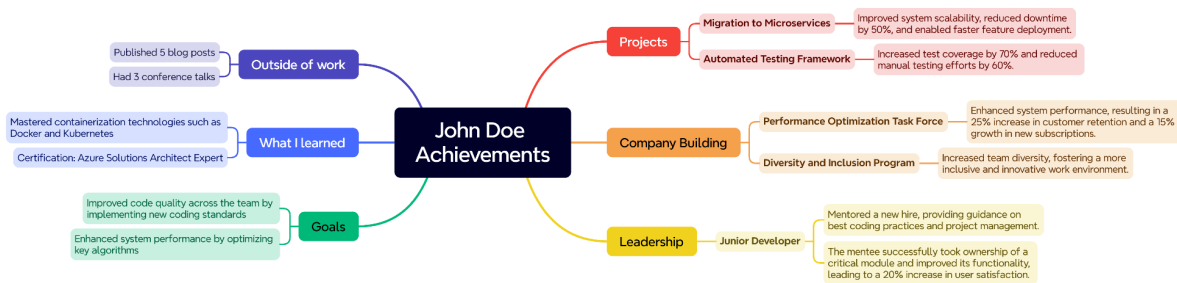 John Doe
Achievements
Outside of work
Published 5 blog posts
Had 3 conference talks
What I learned
Mastered containerization technologies such as
Docker and Kubernetes
Certification: Azure Solutions Architect Expert
Goals
Improved code quality across the team by
implementing new coding standards
Enhanced system performance by optimizing
key algorithms
Projects
Migration to Microservices
Improved system scalability, reduced downtime
by 50%, and enabled faster feature deployment.
Automated Testing Framework
Increased test coverage by 70% and reduced
manual testing efforts by 60%.
Company Building
Performance Optimization Task Force
Enhanced system performance, resulting in a
25% increase in customer retention and a 15%
growth in new subscriptions.
Diversity and Inclusion Program
Increased team diversity, fostering a more
inclusive and innovative work environment.
Leadership
Junior Developer
Mentored a new hire, providing guidance on
best coding practices and project management.
The mentee successfully took ownership of a
critical module and improved its functionality,
leading to a 20% increase in user satisfaction.